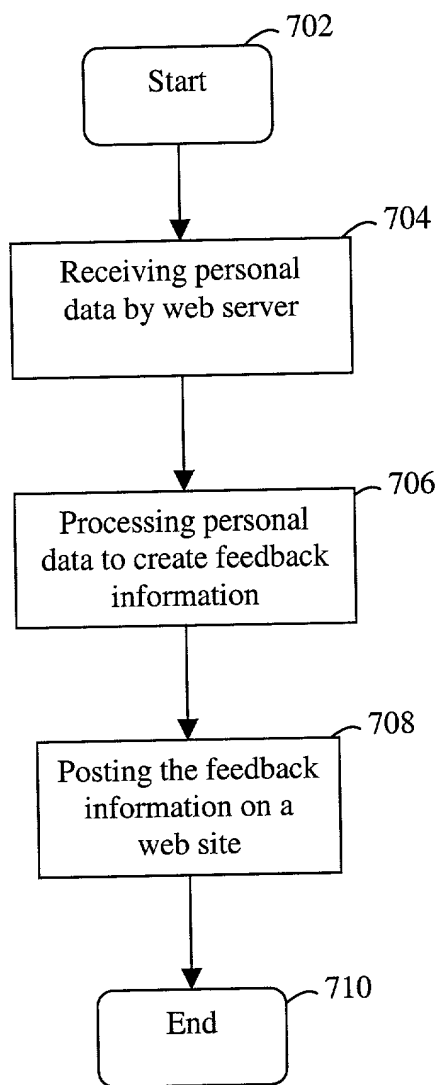 702
Start
704
Receiving personal
data by web server
706
Processing personal
data to create feedback
information
708
Posting the feedback
information on a
web site
710
End